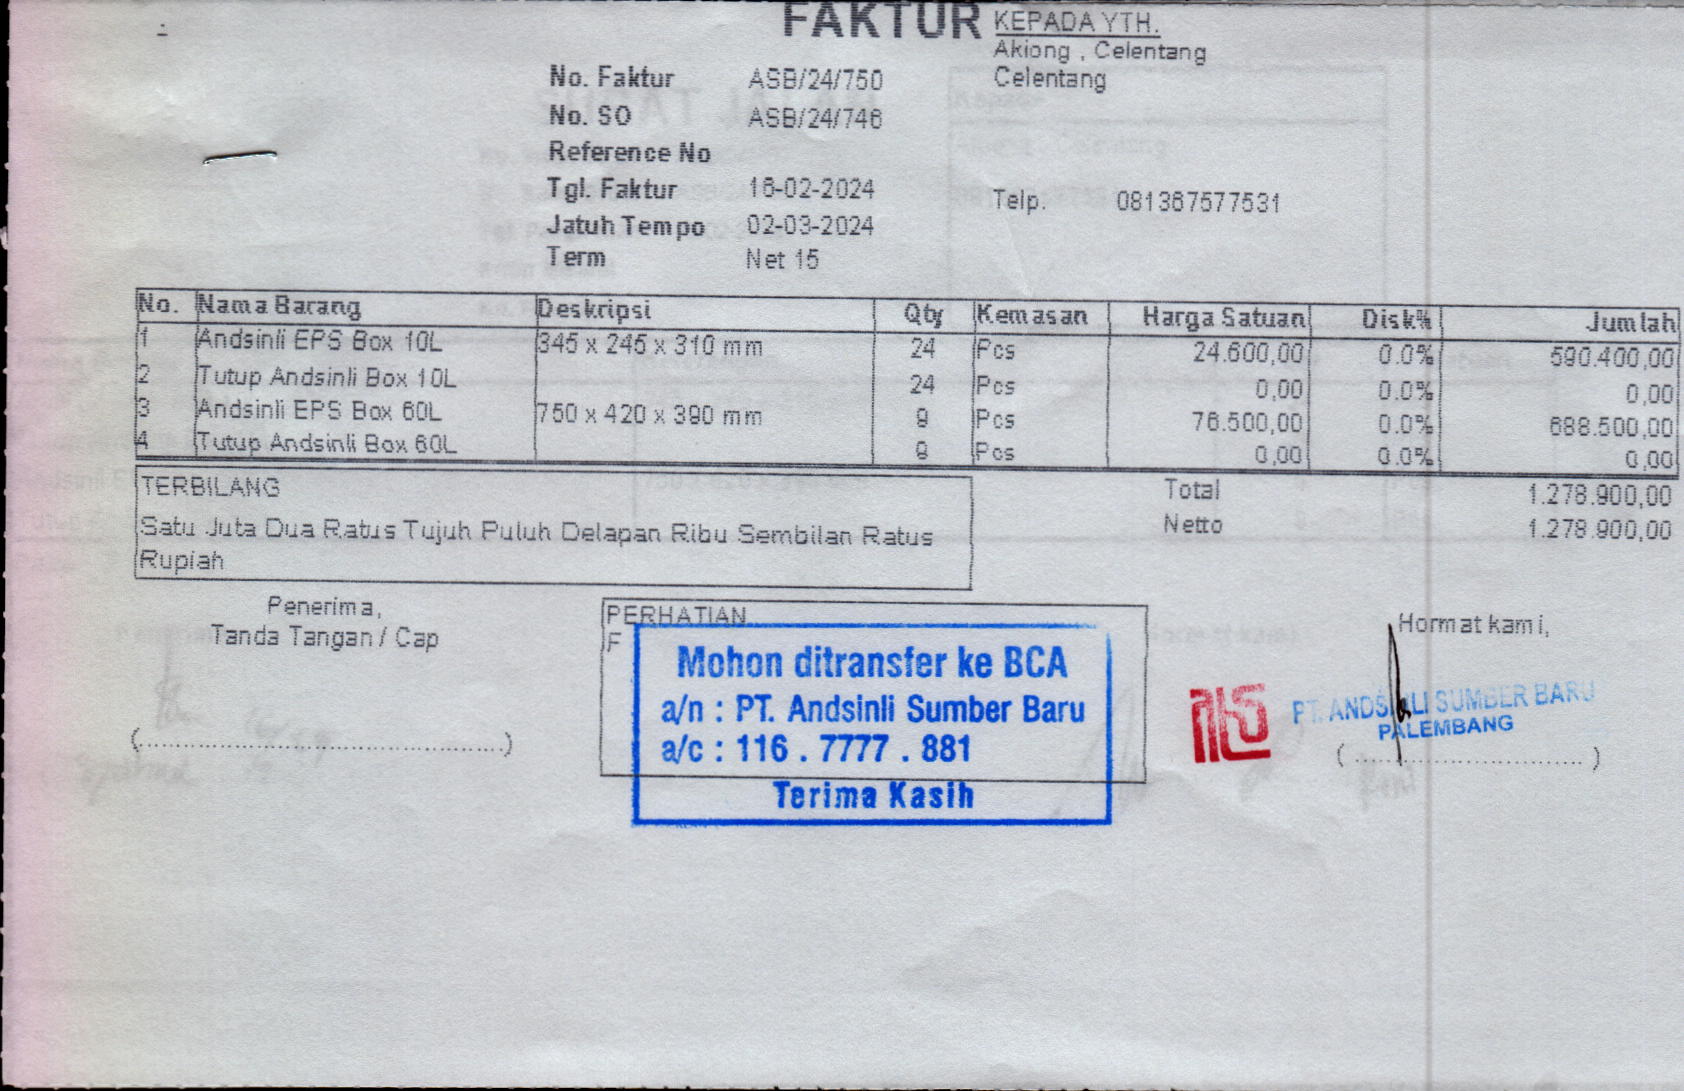 FAKTUR
KEPADA YTH.
Akiong , Celentang
Celentang
No. Faktur ASB/24/750
No. SO ASB/24/746
Reference No
Tgl. Faktur 16-02-2024
Telp. 081367577531
Jatuh Tempo 02-03-2024
Term Net 15
No. Nama Barang Deskripsi Qty Kemasan Harga Satuan Disk% Jumlah
1 Andsinli EPS Box 10L 345 x 245 x 310 mm 24 Pcs 24.600,00 0.0% 590.400,00
2 Tutup Andsinli Box 10L 24 Pcs 0,00 0.0% 0,00
3 Andsinli EPS Box 60L 750 x 420 x 390 mm 9 Pcs 76.500,00 0.0% 688.500,00
4 Tutup Andsinli Box 60L 9 Pcs 0,00 0.0% 0,00
TERBILANG
Satu Juta Dua Ratus Tujuh Puluh Delapan Ribu Sembilan Ratus
Rupiah
Total 1.278.900,00
Netto 1.278.900,00
Penerima,
Tanda Tangan / Cap
(........................................................)
PERHATIAN
F
Mohon ditransfer ke BCA
a/n : PT. Andsinli Sumber Baru
a/c : 116 . 7777 . 881
Terima Kasih
Hormat kami,
PT. ANDSINLI SUMBER BARU
PALEMBANG
( ................................... )